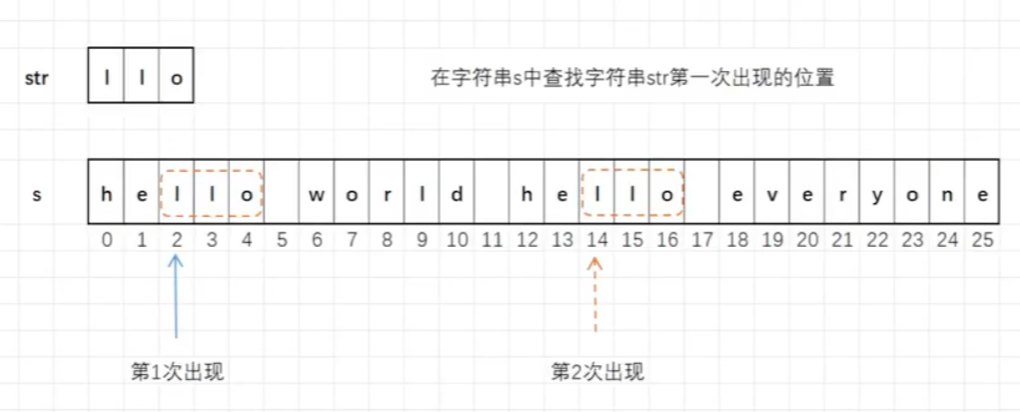 str l l o 在字符串s中查找字符串str第一次出现的位置
s h e l l o w o r l d h e l l o e v e r y o n e
0 1 2 3 4 5 6 7 8 9 10 11 12 13 14 15 16 17 18 19 20 21 22 23 24 25
第1次出现 第2次出现